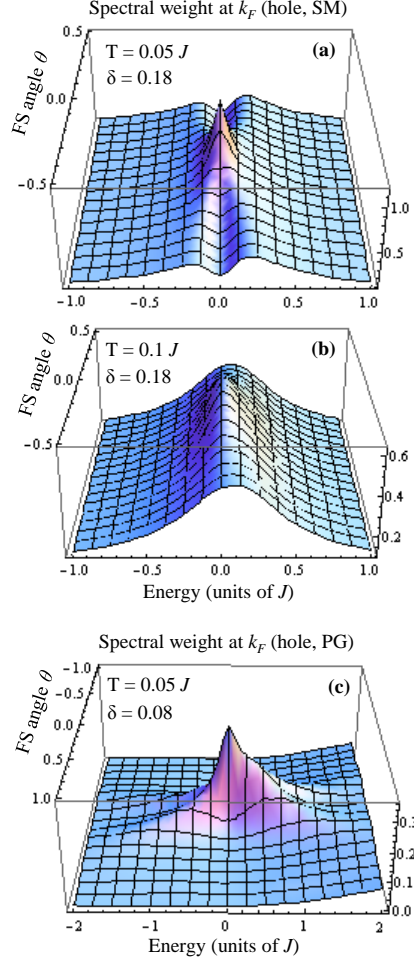 Spectral weight at k_F (hole, SM)
0.5
T = 0.05 J
(a)
δ = 0.18
FS angle θ
0.0
-0.5
1.0
0.5
-1.0 -0.5 0.0 0.5 1.0
0.5
T = 0.1 J
(b)
δ = 0.18
FS angle θ
0.0
-0.5
0.6
0.4
0.2
-1.0 -0.5 0.0 0.5 1.0
Energy (units of J)
Spectral weight at k_F (hole, PG)
-1.0
T = 0.05 J
(c)
-0.5
δ = 0.08
FS angle θ
0.0
0.5
1.0
0.3
0.2
0.1
0.0
-2 -1 0 1 2
Energy (units of J)